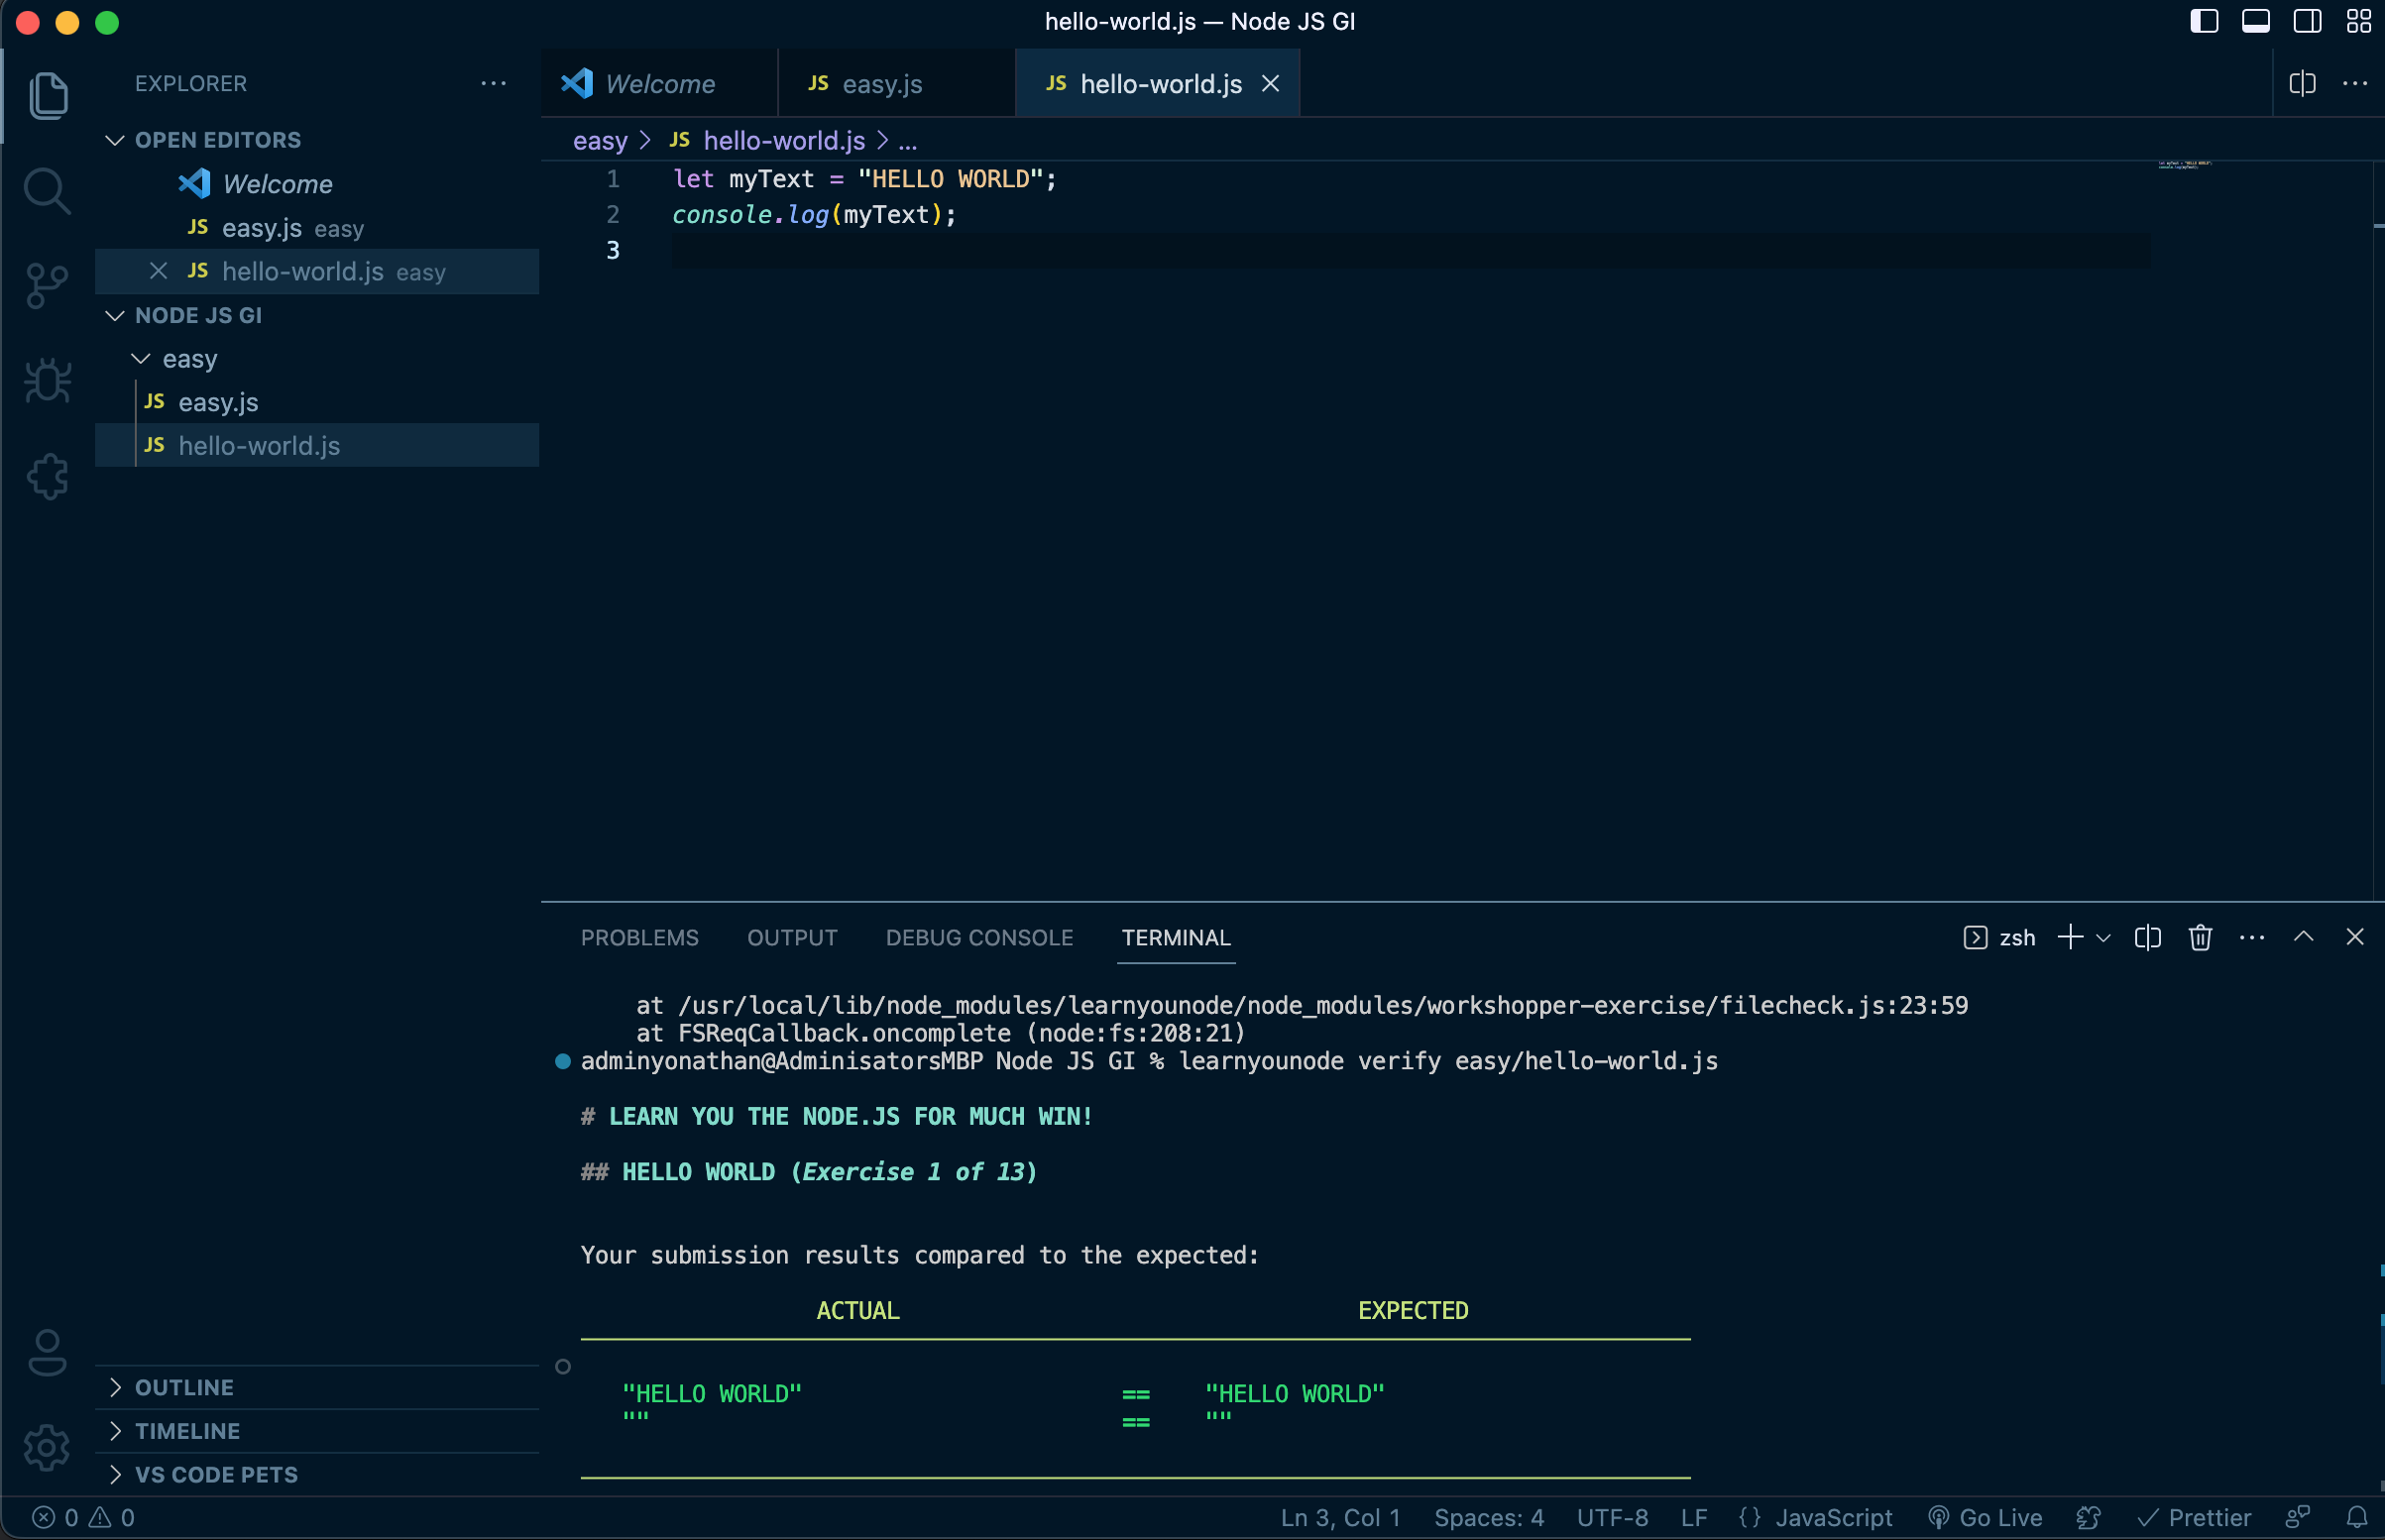 hello-world.js — Node JS GI
EXPLORER
OPEN EDITORS
Welcome
JS easy.js easy
JS hello-world.js easy
NODE JS GI
easy
JS easy.js
JS hello-world.js
OUTLINE
TIMELINE
VS CODE PETS
Welcome
JS easy.js
JS hello-world.js
easy > JS hello-world.js > ...
1 let myText = "HELLO WORLD";
2 console.log(myText);
3
PROBLEMS OUTPUT DEBUG CONSOLE TERMINAL
zsh
at /usr/local/lib/node_modules/learnyounode/node_modules/workshopper-exercise/filecheck.js:23:59
at FSReqCallback.oncomplete (node:fs:208:21)
adminyonathan@AdminisatorsMBP Node JS GI % learnyounode verify easy/hello-world.js
# LEARN YOU THE NODE.JS FOR MUCH WIN!
## HELLO WORLD (Exercise 1 of 13)
Your submission results compared to the expected:
ACTUAL EXPECTED
"HELLO WORLD" == "HELLO WORLD"
"" == ""
0 0
Ln 3, Col 1 Spaces: 4 UTF-8 LF {} JavaScript Go Live Prettier